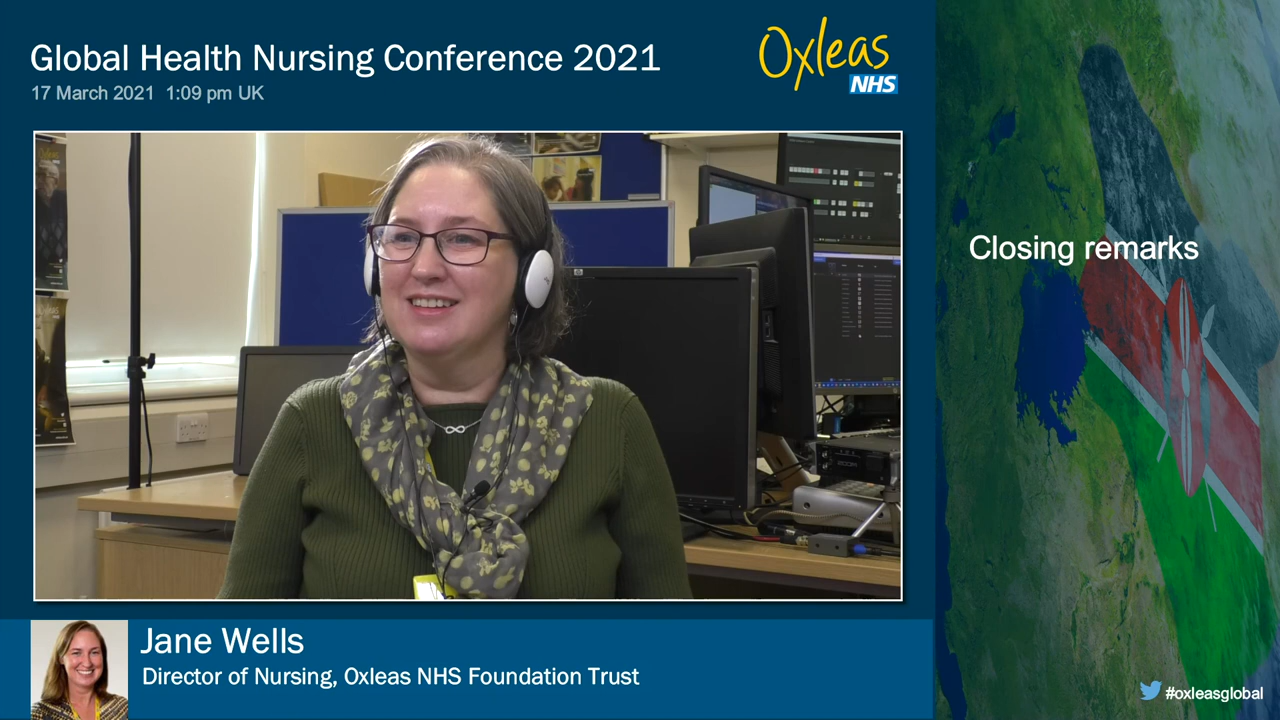 Global Health Nursing Conference 2021
17 March 2021 1:09 pm UK
Oxleas
NHS
Closing remarks
Jane Wells
Director of Nursing, Oxleas NHS Foundation Trust
#oxleasglobal